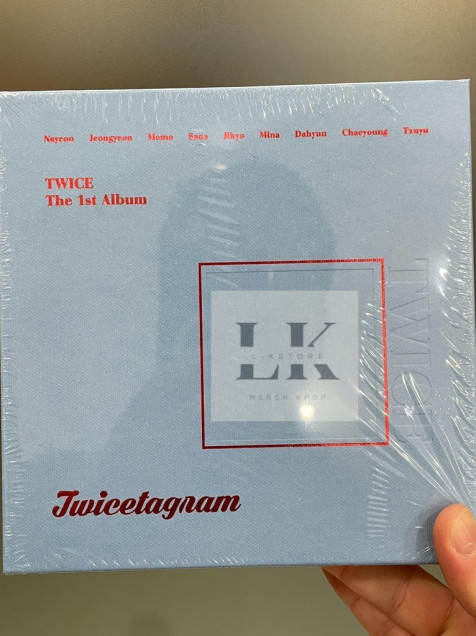 Nayeon Jeongyeon Momo Sana Jihyo Mina Dahyun Chaeyoung Tzuyu
TWICE
The 1st Album
TWICE
LK
L-KSTORE
MERCH KPOP
Twicetagram